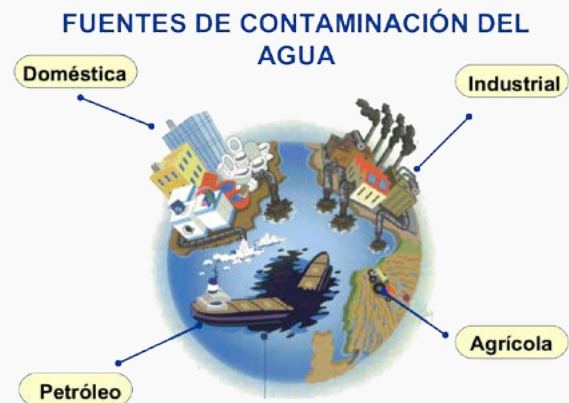 FUENTES DE CONTAMINACIÓN DEL
AGUA
Doméstica
Industrial
Agrícola
Petróleo